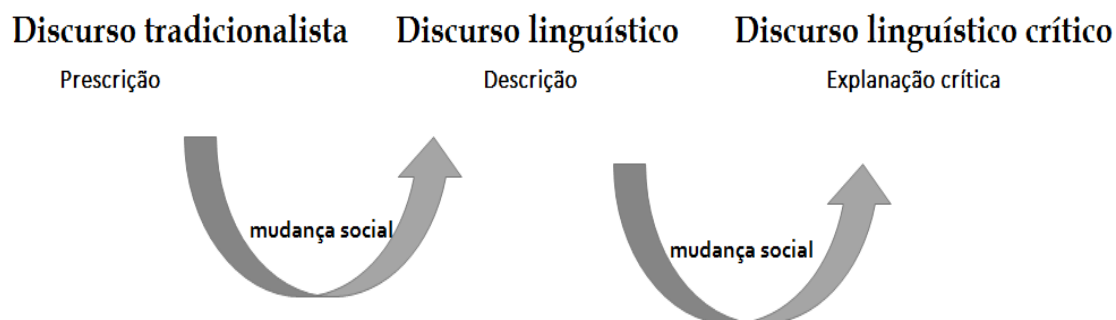 Discurso tradicionalista Discurso linguístico Discurso linguístico crítico
Prescrição Descrição Explanação crítica
mudança social
mudança social